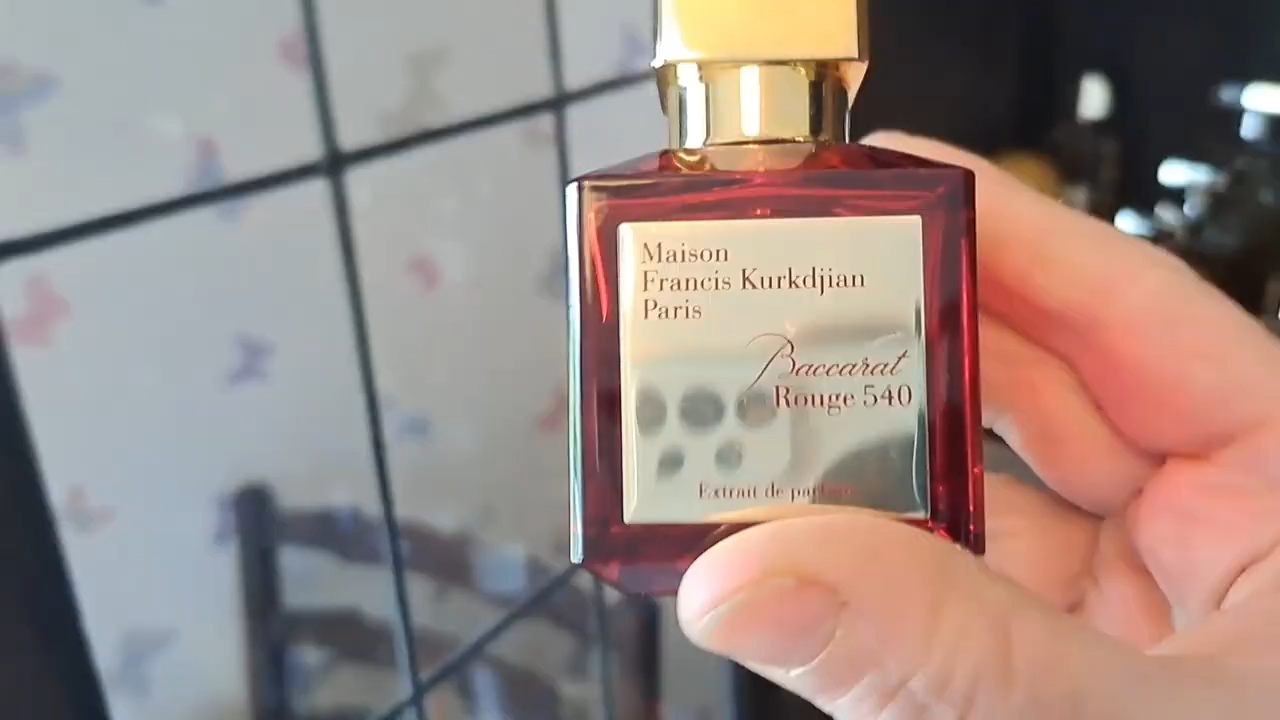 Maison
Francis Kurkdjian
Paris
Baccarat
Rouge 540
Extrait de parfum